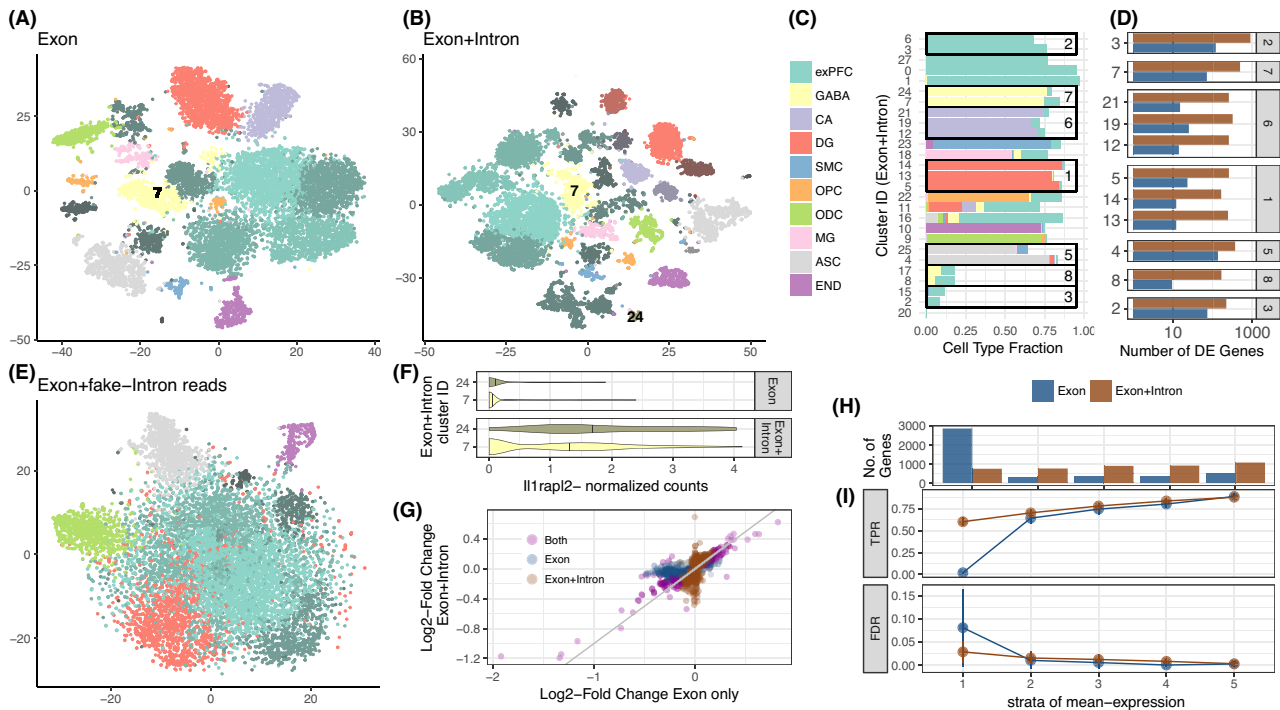 (A)
Exon
25
0
−25
−50
−40
−20
0
20
40
7
(B)
Exon+Intron
60
30
0
−30
−50
−25
0
25
50
7
24
exPFC
GABA
CA
DG
SMC
OPC
ODC
MG
ASC
END
(C)
Cluster ID (Exon+Intron)
6
3
27
0
1
24
7
21
19
12
23
18
14
13
5
22
11
16
10
9
25
4
17
8
15
2
20
2
7
6
1
5
8
3
0.00
0.25
0.50
0.75
1.00
Cell Type Fraction
(D)
3
7
21
19
12
5
14
13
4
8
2
2
7
6
1
5
8
3
10
1000
Number of DE Genes
(E)
Exon+fake−Intron reads
20
0
−20
−20
0
20
(F)
Exon+Intron
cluster ID
24
7
24
7
Exon
Exon+
Intron
0
1
2
3
4
Il1rapl2− normalized counts
(G)
Log2−Fold Change
Exon+Intron
0.4
0.0
−0.4
−0.8
−1.2
Both
Exon
Exon+Intron
−2
−1
0
Log2−Fold Change Exon only
Exon
Exon+Intron
(H)
No. of
Genes
3000
2000
1000
0
(I)
TPR
0.75
0.50
0.25
0.00
FDR
0.15
0.10
0.05
0.00
1
2
3
4
5
strata of mean−expression